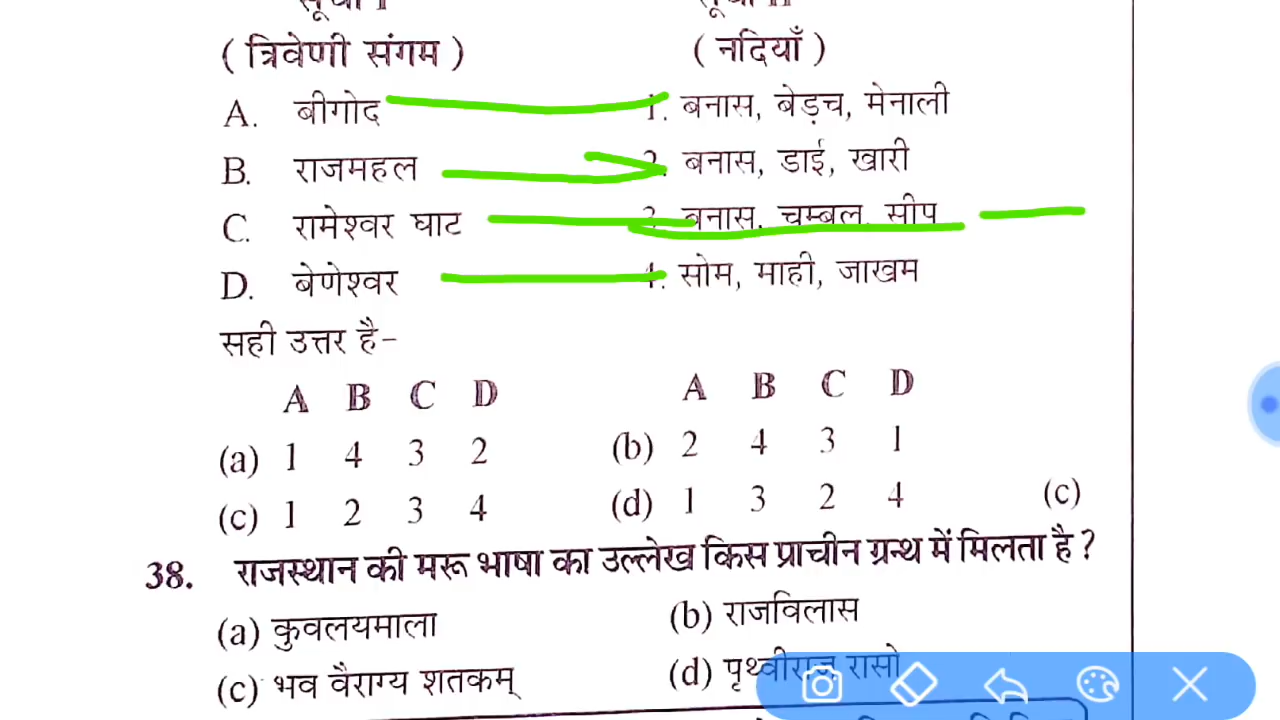 ( त्रिवेणी संगम ) ( नदियाँ )
A. बीगोद 1. बनास, बेड़च, मेनाली
B. राजमहल 2. बनास, डाई, खारी
C. रामेश्वर घाट 3. बनास, चम्बल, सीप
D. बेणेश्वर 4. सोम, माही, जाखम
सही उत्तर है-
A B C D A B C D
(a) 1 4 3 2 (b) 2 4 3 1
(c) 1 2 3 4 (d) 1 3 2 4 (c)
38. राजस्थान की मरू भाषा का उल्लेख किस प्राचीन ग्रन्थ में मिलता है ?
(a) कुवलयमाला (b) राजविलास
(c) भव वैराग्य शतकम् (d) पृथ्वीराज रासो